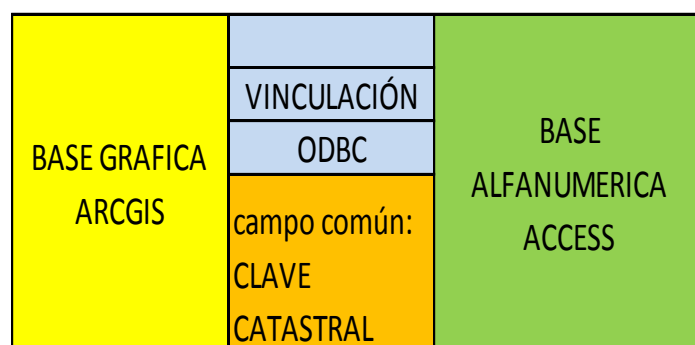 BASE GRAFICA
ARCGIS
VINCULACIÓN
ODBC
campo común:
CLAVE
CATASTRAL
BASE
ALFANUMERICA
ACCESS